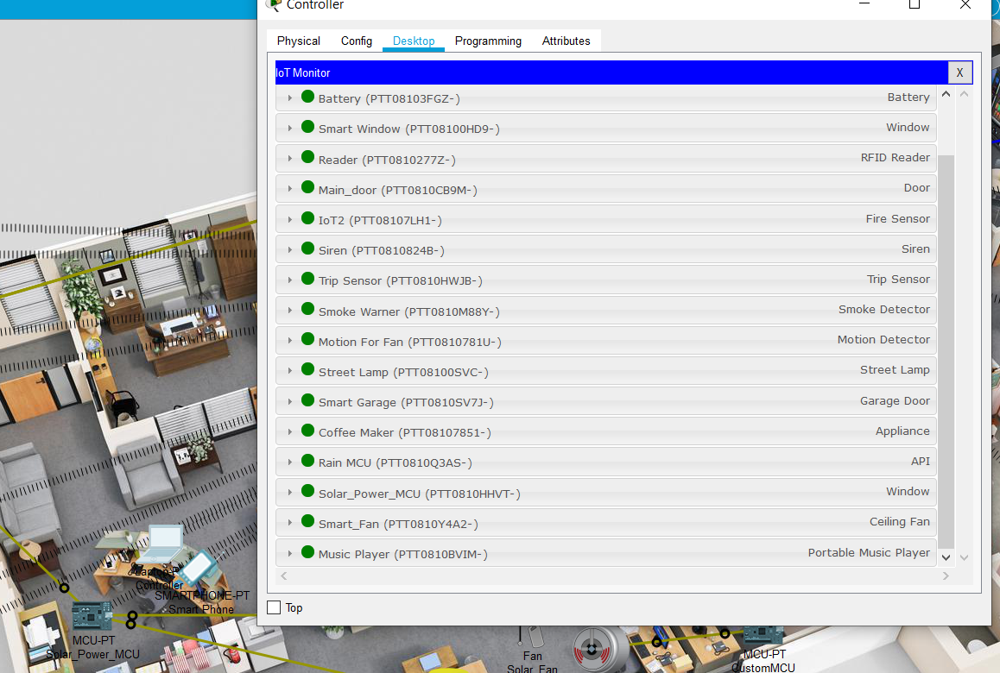 Controller
Physical Config Desktop Programming Attributes
IoT Monitor X
Battery (PTT08103FGZ-) Battery
Smart Window (PTT08100HD9-) Window
Reader (PTT0810277Z-) RFID Reader
Main_door (PTT0810CB9M-) Door
IoT2 (PTT08107LH1-) Fire Sensor
Siren (PTT0810824B-) Siren
Trip Sensor (PTT0810HWJB-) Trip Sensor
Smoke Warner (PTT0810M88Y-) Smoke Detector
Motion For Fan (PTT0810781U-) Motion Detector
Street Lamp (PTT08100SVC-) Street Lamp
Smart Garage (PTT0810SV7J-) Garage Door
Coffee Maker (PTT08107851-) Appliance
Rain MCU (PTT0810Q3AS-) API
Solar_Power_MCU (PTT0810HHVT-) Window
Smart_Fan (PTT0810Y4A2-) Ceiling Fan
Music Player (PTT0810BVIM-) Portable Music Player
Top
Controller
SMARTPHONE-PT
Smart Phone
MCU-PT
Solar_Power_MCU
Fan
Solar_Fan
MCU-PT
CustomMCU